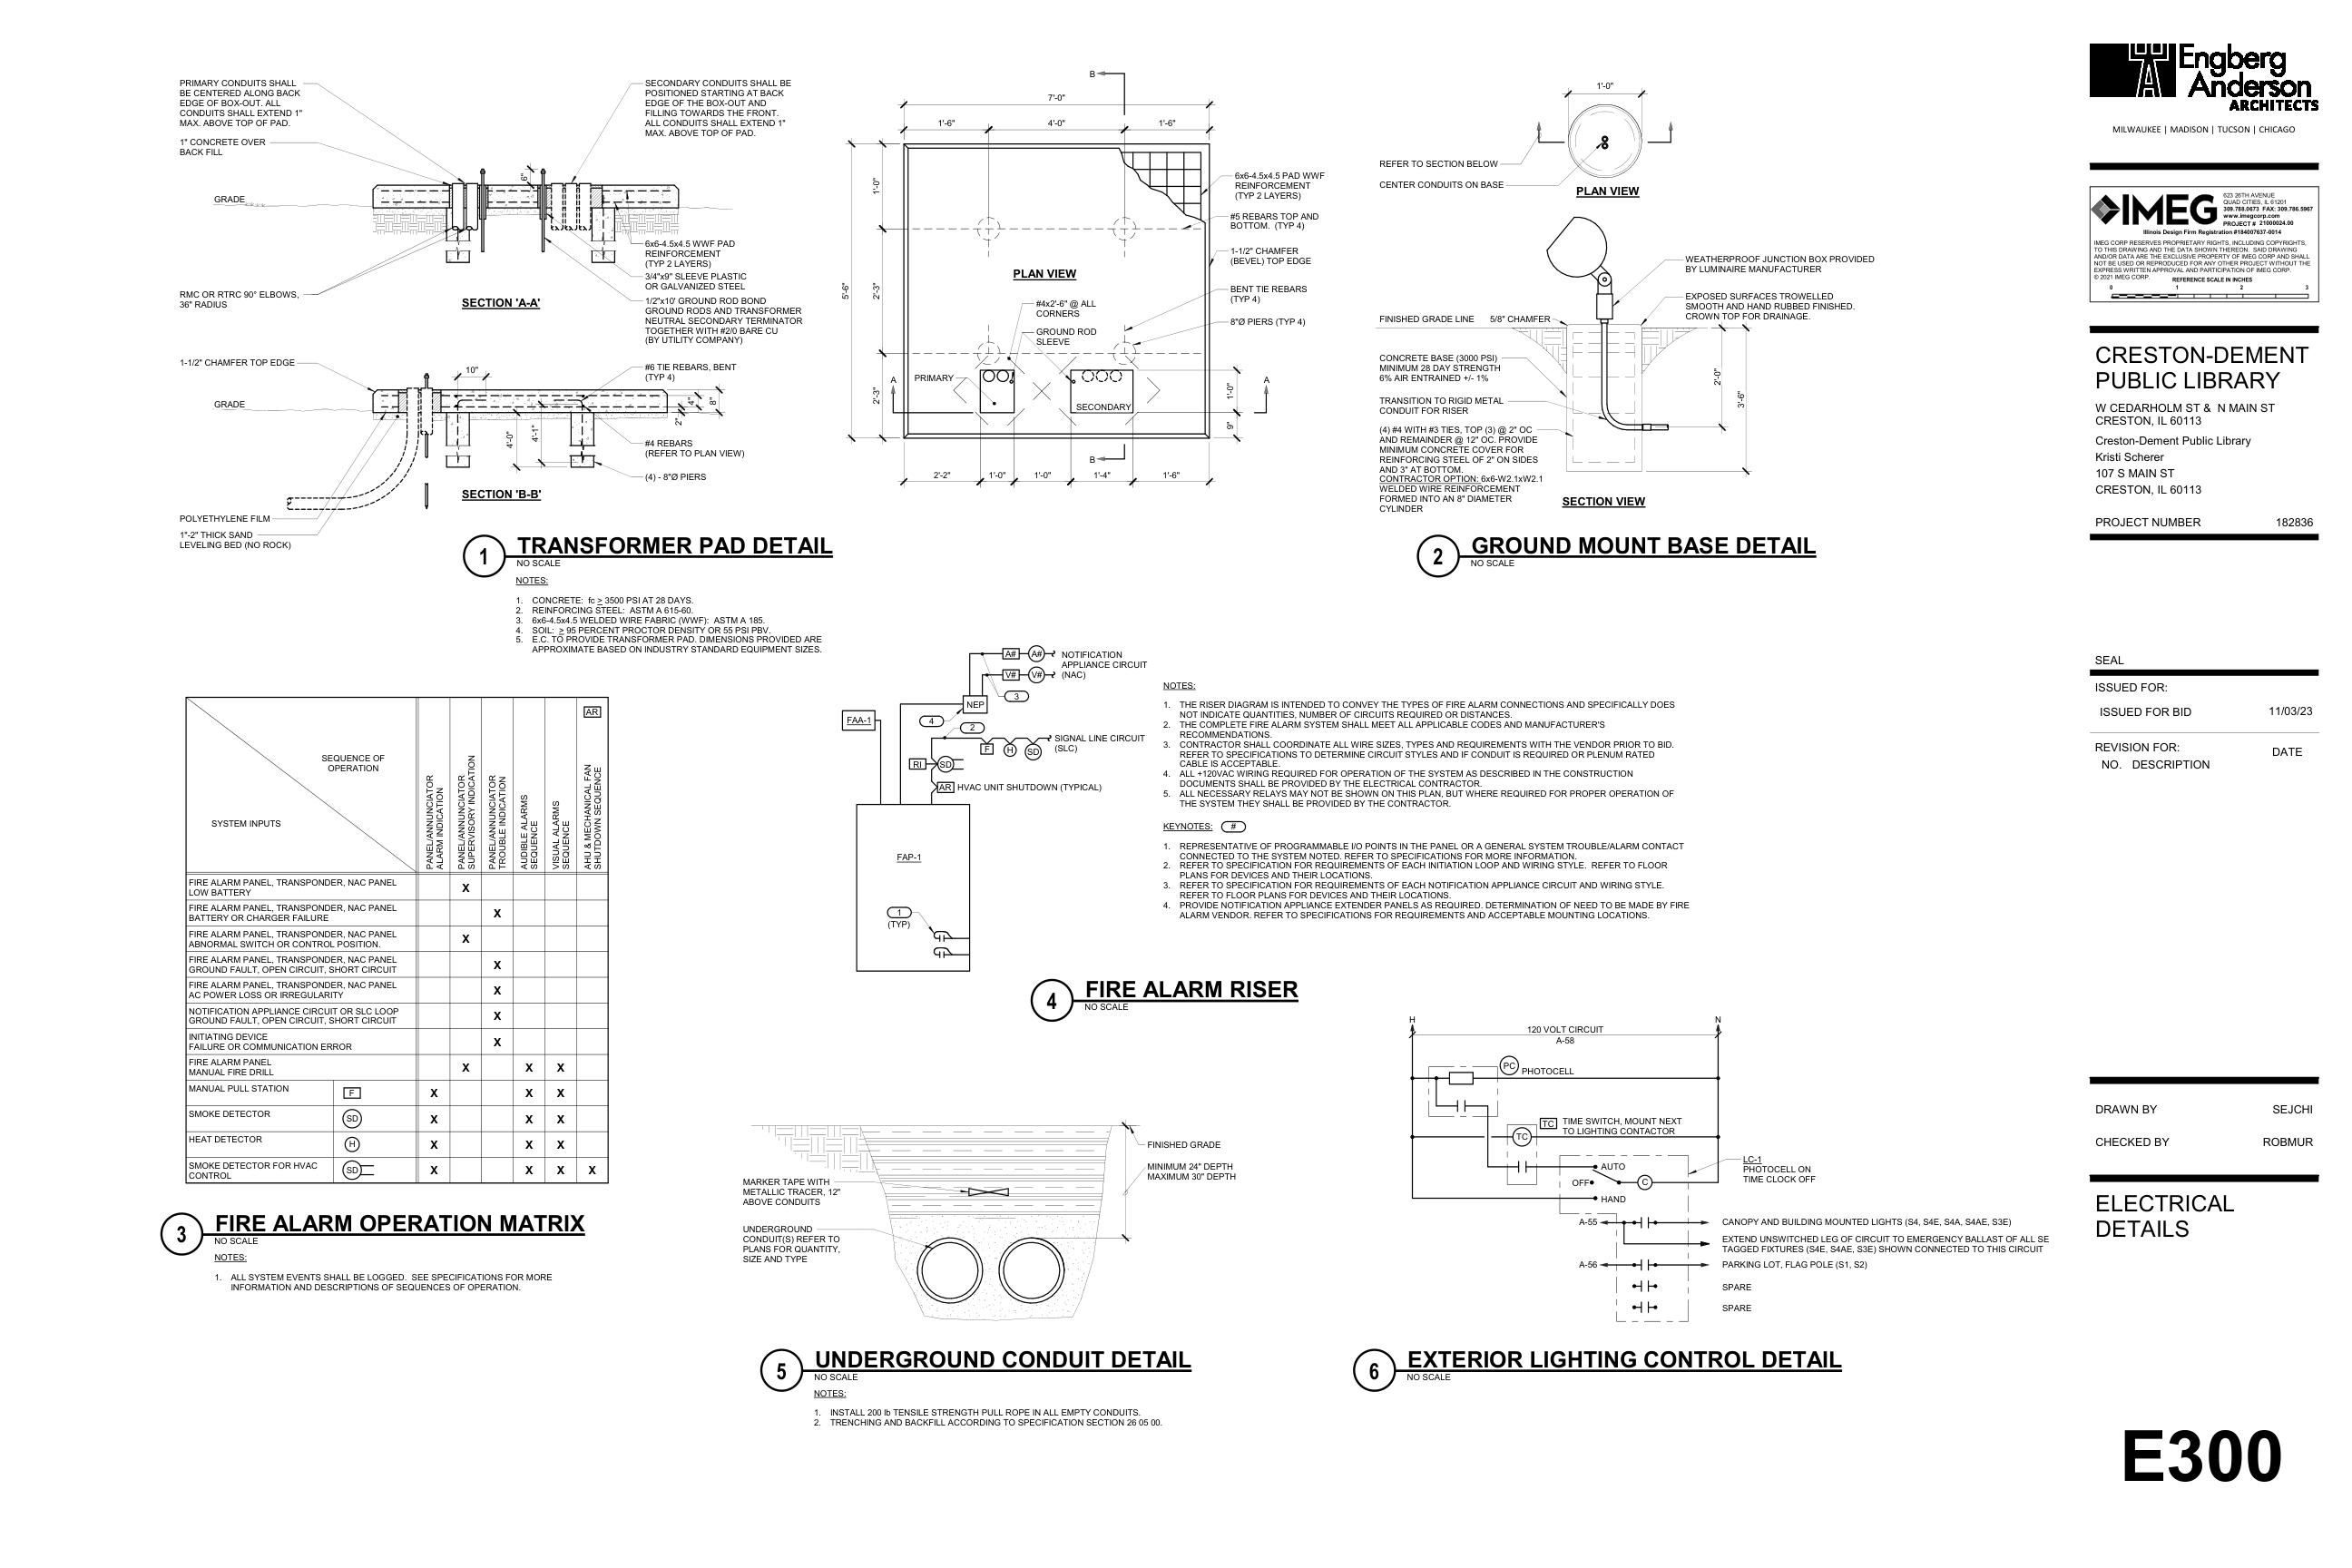 PRIMARY CONDUITS SHALL
BE CENTERED ALONG BACK
EDGE OF BOX-OUT. ALL
CONDUITS SHALL EXTEND 1"
MAX. ABOVE TOP OF PAD.
1" CONCRETE OVER
BACK FILL
GRADE
RMC OR RTRC 90° ELBOWS,
36" RADIUS
SECONDARY CONDUITS SHALL BE
POSITIONED STARTING AT BACK
EDGE OF THE BOX-OUT AND
FILLING TOWARDS THE FRONT.
ALL CONDUITS SHALL EXTEND 1"
MAX. ABOVE TOP OF PAD.
6"
6x6-4.5x4.5 WWF PAD
REINFORCEMENT
(TYP 2 LAYERS)
3/4"x9" SLEEVE PLASTIC
OR GALVANIZED STEEL
1/2"x10' GROUND ROD BOND
GROUND RODS AND TRANSFORMER
NEUTRAL SECONDARY TERMINATOR
TOGETHER WITH #2/0 BARE CU
(BY UTILITY COMPANY)
SECTION 'A-A'
1-1/2" CHAMFER TOP EDGE
GRADE
10"
#6 TIE REBARS, BENT
(TYP 4)
4"
8"
2"
4'-0"
4'-1"
#4 REBARS
(REFER TO PLAN VIEW)
(4) - 8"Ø PIERS
SECTION 'B-B'
POLYETHYLENE FILM
1"-2" THICK SAND
LEVELING BED (NO ROCK)
B
7'-0"
1'-6"
4'-0"
1'-6"
5'-6"
1'-0"
2'-3"
2'-3"
6x6-4.5x4.5 PAD WWF
REINFORCEMENT
(TYP 2 LAYERS)
#5 REBARS TOP AND
BOTTOM. (TYP 4)
1-1/2" CHAMFER
(BEVEL) TOP EDGE
BENT TIE REBARS
(TYP 4)
8"Ø PIERS (TYP 4)
PLAN VIEW
#4x2'-6" @ ALL
CORNERS
GROUND ROD
SLEEVE
A
PRIMARY
SECONDARY
A
1'-0"
9"
B
2'-2"
1'-0"
1'-0"
1'-4"
1'-6"
1 TRANSFORMER PAD DETAIL
NO SCALE
NOTES:
1. CONCRETE: fc ≥ 3500 PSI AT 28 DAYS.
2. REINFORCING STEEL: ASTM A 615-60.
3. 6x6-4.5x4.5 WELDED WIRE FABRIC (WWF): ASTM A 185.
4. SOIL: ≥ 95 PERCENT PROCTOR DENSITY OR 55 PSI PBV.
5. E.C. TO PROVIDE TRANSFORMER PAD. DIMENSIONS PROVIDED ARE
APPROXIMATE BASED ON INDUSTRY STANDARD EQUIPMENT SIZES.
1'-0"
REFER TO SECTION BELOW
CENTER CONDUITS ON BASE
PLAN VIEW
WEATHERPROOF JUNCTION BOX PROVIDED
BY LUMINAIRE MANUFACTURER
EXPOSED SURFACES TROWELLED
SMOOTH AND HAND RUBBED FINISHED.
CROWN TOP FOR DRAINAGE.
FINISHED GRADE LINE 5/8" CHAMFER
CONCRETE BASE (3000 PSI)
MINIMUM 28 DAY STRENGTH
6% AIR ENTRAINED +/- 1%
TRANSITION TO RIGID METAL
CONDUIT FOR RISER
(4) #4 WITH #3 TIES, TOP (3) @ 2" OC
AND REMAINDER @ 12" OC. PROVIDE
MINIMUM CONCRETE COVER FOR
REINFORCING STEEL OF 2" ON SIDES
AND 3" AT BOTTOM.
CONTRACTOR OPTION: 6x6-W2.1xW2.1
WELDED WIRE REINFORCEMENT
FORMED INTO AN 8" DIAMETER
CYLINDER
2'-0"
3'-6"
SECTION VIEW
2 GROUND MOUNT BASE DETAIL
NO SCALE
SEQUENCE OF
OPERATION
SYSTEM INPUTS
PANEL/ANNUNCIATOR
ALARM INDICATION
PANEL/ANNUNCIATOR
SUPERVISORY INDICATION
PANEL/ANNUNCIATOR
TROUBLE INDICATION
AUDIBLE ALARMS
SEQUENCE
VISUAL ALARMS
SEQUENCE
AR
AHU & MECHANICAL FAN
SHUTDOWN SEQUENCE
FIRE ALARM PANEL, TRANSPONDER, NAC PANEL
LOW BATTERY
X
FIRE ALARM PANEL, TRANSPONDER, NAC PANEL
BATTERY OR CHARGER FAILURE
X
FIRE ALARM PANEL, TRANSPONDER, NAC PANEL
ABNORMAL SWITCH OR CONTROL POSITION.
X
FIRE ALARM PANEL, TRANSPONDER, NAC PANEL
GROUND FAULT, OPEN CIRCUIT, SHORT CIRCUIT
X
FIRE ALARM PANEL, TRANSPONDER, NAC PANEL
AC POWER LOSS OR IRREGULARITY
X
NOTIFICATION APPLIANCE CIRCUIT OR SLC LOOP
GROUND FAULT, OPEN CIRCUIT, SHORT CIRCUIT
X
INITIATING DEVICE
FAILURE OR COMMUNICATION ERROR
X
FIRE ALARM PANEL
MANUAL FIRE DRILL
X X X
MANUAL PULL STATION F X X X
SMOKE DETECTOR SD X X X
HEAT DETECTOR H X X X
SMOKE DETECTOR FOR HVAC
CONTROL
SD X X X X
3 FIRE ALARM OPERATION MATRIX
NO SCALE
NOTES:
1. ALL SYSTEM EVENTS SHALL BE LOGGED. SEE SPECIFICATIONS FOR MORE
INFORMATION AND DESCRIPTIONS OF SEQUENCES OF OPERATION.
A# A# NOTIFICATION
APPLIANCE CIRCUIT
V# V# (NAC)
3
NEP
FAA-1
4
2
SIGNAL LINE CIRCUIT
(SLC)
F H SD
RI SD
AR HVAC UNIT SHUTDOWN (TYPICAL)
FAP-1
1
(TYP)
4 FIRE ALARM RISER
NO SCALE
NOTES:
1. THE RISER DIAGRAM IS INTENDED TO CONVEY THE TYPES OF FIRE ALARM CONNECTIONS AND SPECIFICALLY DOES
NOT INDICATE QUANTITIES, NUMBER OF CIRCUITS REQUIRED OR DISTANCES.
2. THE COMPLETE FIRE ALARM SYSTEM SHALL MEET ALL APPLICABLE CODES AND MANUFACTURER'S
RECOMMENDATIONS.
3. CONTRACTOR SHALL COORDINATE ALL WIRE SIZES, TYPES AND REQUIREMENTS WITH THE VENDOR PRIOR TO BID.
REFER TO SPECIFICATIONS TO DETERMINE CIRCUIT STYLES AND IF CONDUIT IS REQUIRED OR PLENUM RATED
CABLE IS ACCEPTABLE.
4. ALL +120VAC WIRING REQUIRED FOR OPERATION OF THE SYSTEM AS DESCRIBED IN THE CONSTRUCTION
DOCUMENTS SHALL BE PROVIDED BY THE ELECTRICAL CONTRACTOR.
5. ALL NECESSARY RELAYS MAY NOT BE SHOWN ON THIS PLAN, BUT WHERE REQUIRED FOR PROPER OPERATION OF
THE SYSTEM THEY SHALL BE PROVIDED BY THE CONTRACTOR.
KEYNOTES: #
1. REPRESENTATIVE OF PROGRAMMABLE I/O POINTS IN THE PANEL OR A GENERAL SYSTEM TROUBLE/ALARM CONTACT
CONNECTED TO THE SYSTEM NOTED. REFER TO SPECIFICATIONS FOR MORE INFORMATION.
2. REFER TO SPECIFICATION FOR REQUIREMENTS OF EACH INITIATION LOOP AND WIRING STYLE. REFER TO FLOOR
PLANS FOR DEVICES AND THEIR LOCATIONS.
3. REFER TO SPECIFICATION FOR REQUIREMENTS OF EACH NOTIFICATION APPLIANCE CIRCUIT AND WIRING STYLE.
REFER TO FLOOR PLANS FOR DEVICES AND THEIR LOCATIONS.
4. PROVIDE NOTIFICATION APPLIANCE EXTENDER PANELS AS REQUIRED. DETERMINATION OF NEED TO BE MADE BY FIRE
ALARM VENDOR. REFER TO SPECIFICATIONS FOR REQUIREMENTS AND ACCEPTABLE MOUNTING LOCATIONS.
FINISHED GRADE
MINIMUM 24" DEPTH
MAXIMUM 30" DEPTH
MARKER TAPE WITH
METALLIC TRACER, 12"
ABOVE CONDUITS
UNDERGROUND
CONDUIT(S) REFER TO
PLANS FOR QUANTITY,
SIZE AND TYPE
5 UNDERGROUND CONDUIT DETAIL
NO SCALE
NOTES:
1. INSTALL 200 lb TENSILE STRENGTH PULL ROPE IN ALL EMPTY CONDUITS.
2. TRENCHING AND BACKFILL ACCORDING TO SPECIFICATION SECTION 26 05 00.
H N
120 VOLT CIRCUIT
A-58
PC PHOTOCELL
TC TIME SWITCH, MOUNT NEXT
TO LIGHTING CONTACTOR
TC
AUTO
OFF
C
HAND
LC-1
PHOTOCELL ON
TIME CLOCK OFF
A-55 CANOPY AND BUILDING MOUNTED LIGHTS (S4, S4E, S4A, S4AE, S3E)
EXTEND UNSWITCHED LEG OF CIRCUIT TO EMERGENCY BALLAST OF ALL SE
TAGGED FIXTURES (S4E, S4AE, S3E) SHOWN CONNECTED TO THIS CIRCUIT
A-56 PARKING LOT, FLAG POLE (S1, S2)
SPARE
SPARE
6 EXTERIOR LIGHTING CONTROL DETAIL
NO SCALE
Engberg
Anderson
ARCHITECTS
MILWAUKEE | MADISON | TUCSON | CHICAGO
IMEG
623 26TH AVENUE
QUAD CITIES, IL 61201
309.788.0673 FAX: 309.786.5967
www.imegcorp.com
PROJECT # 21000024.00
Illinois Design Firm Registration #184007637-0014
IMEG CORP RESERVES PROPRIETARY RIGHTS, INCLUDING COPYRIGHTS,
TO THIS DRAWING AND THE DATA SHOWN THEREON. SAID DRAWING
AND/OR DATA ARE THE EXCLUSIVE PROPERTY OF IMEG CORP AND SHALL
NOT BE USED OR REPRODUCED FOR ANY OTHER PROJECT WITHOUT THE
EXPRESS WRITTEN APPROVAL AND PARTICIPATION OF IMEG CORP.
© 2021 IMEG CORP.
REFERENCE SCALE IN INCHES
0 1 2 3
CRESTON-DEMENT
PUBLIC LIBRARY
W CEDARHOLM ST & N MAIN ST
CRESTON, IL 60113
Creston-Dement Public Library
Kristi Scherer
107 S MAIN ST
CRESTON, IL 60113
PROJECT NUMBER 182836
SEAL
ISSUED FOR:
ISSUED FOR BID 11/03/23
REVISION FOR:
NO. DESCRIPTION DATE
DRAWN BY SEJCHI
CHECKED BY ROBMUR
ELECTRICAL
DETAILS
E300